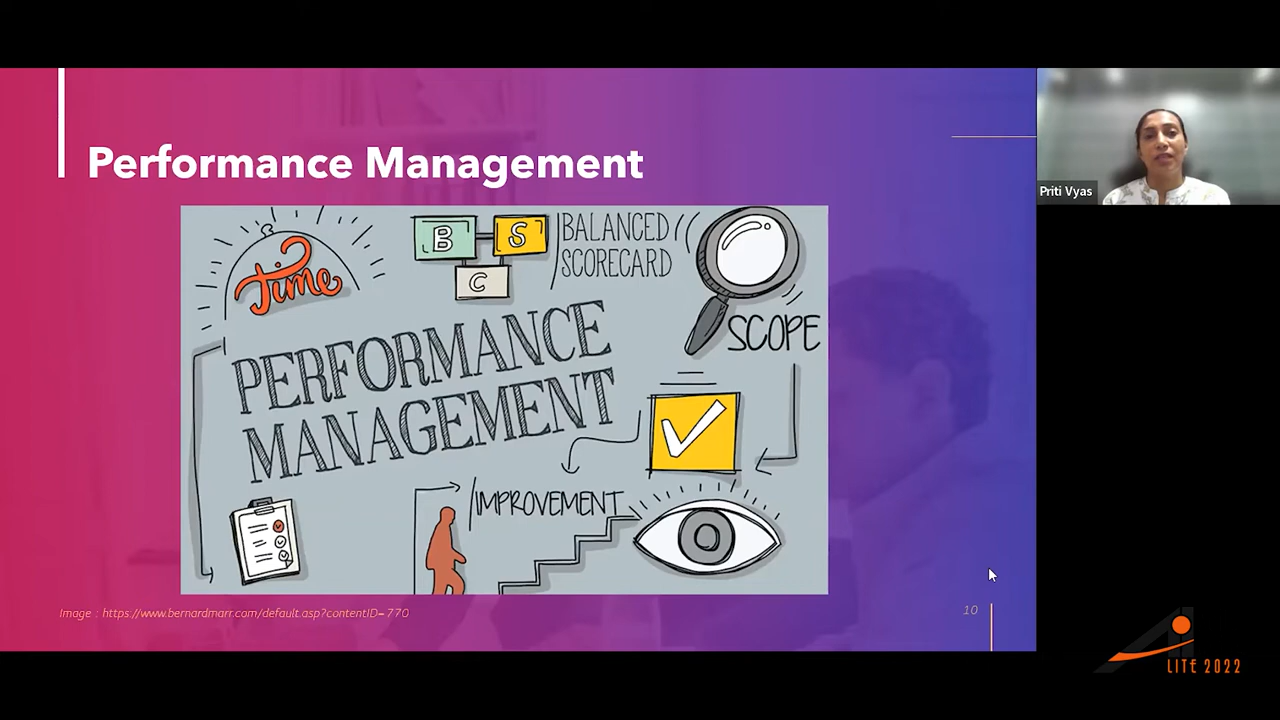 Performance Management
Time
B
S
C
BALANCED
SCORECARD
SCOPE
PERFORMANCE
MANAGEMENT
IMPROVEMENT
Image : https://www.bernardmarr.com/default.asp?contentID=770
10
Priti Vyas
LITE 2022